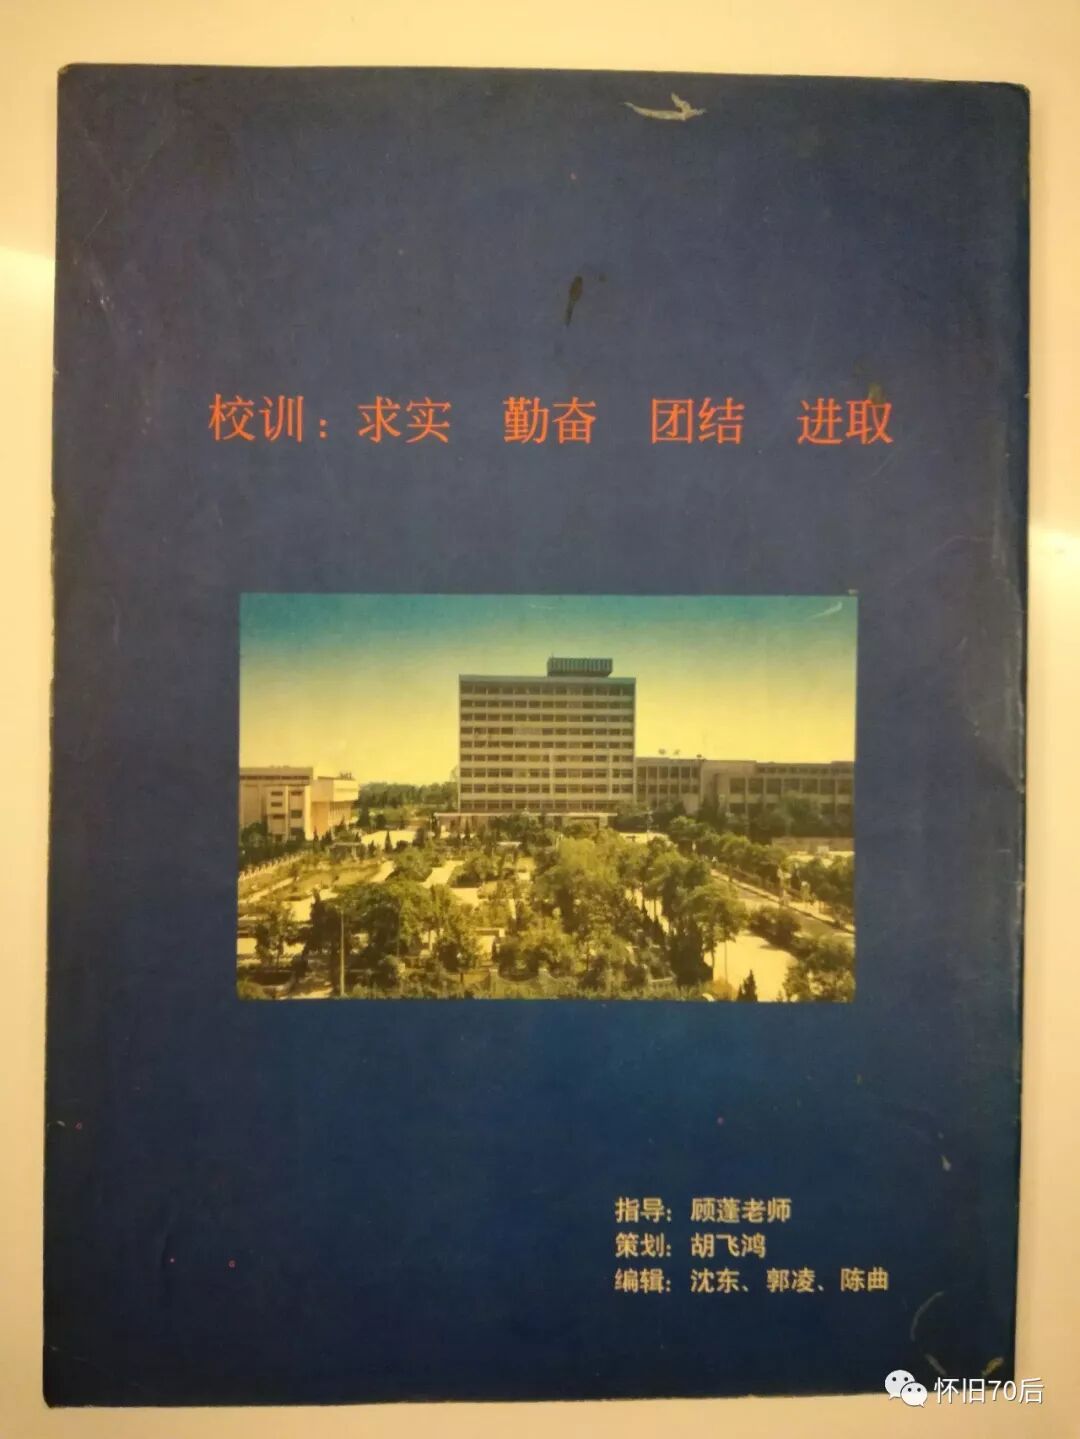 校训：求实　勤奋　团结　进取
指导：顾蓬老师
策划：胡飞鸿
编辑：沈东、郭凌、陈曲
怀旧70后